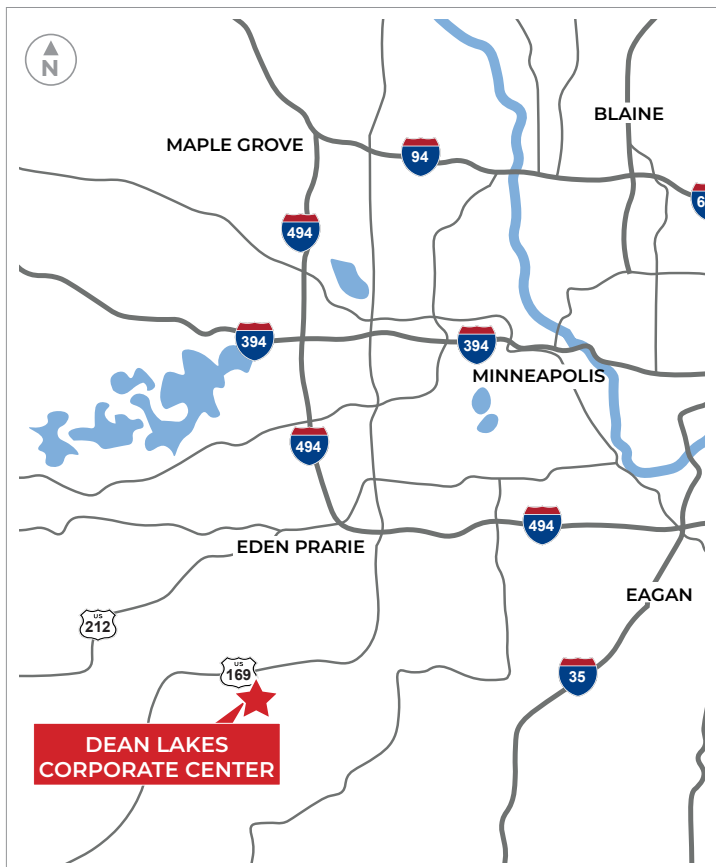 N
BLAINE
MAPLE GROVE
94
494
394
394
MINNEAPOLIS
494
494
EDEN PRARIE
EAGAN
US
212
US
169
35
DEAN LAKES
CORPORATE CENTER